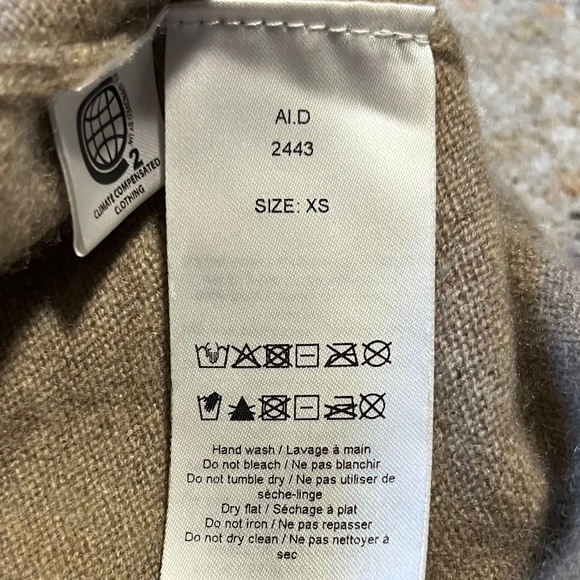 AI.D
2443
SIZE: XS
2
CLIMATE COMPENSATED
CLOTHING
Hand wash / Lavage à main
Do not bleach / Ne pas blanchir
Do not tumble dry / Ne pas utiliser de
sèche-linge
Dry flat / Séchage à plat
Do not iron / Ne pas repasser
Do not dry clean / Ne pas nettoyer à
sec